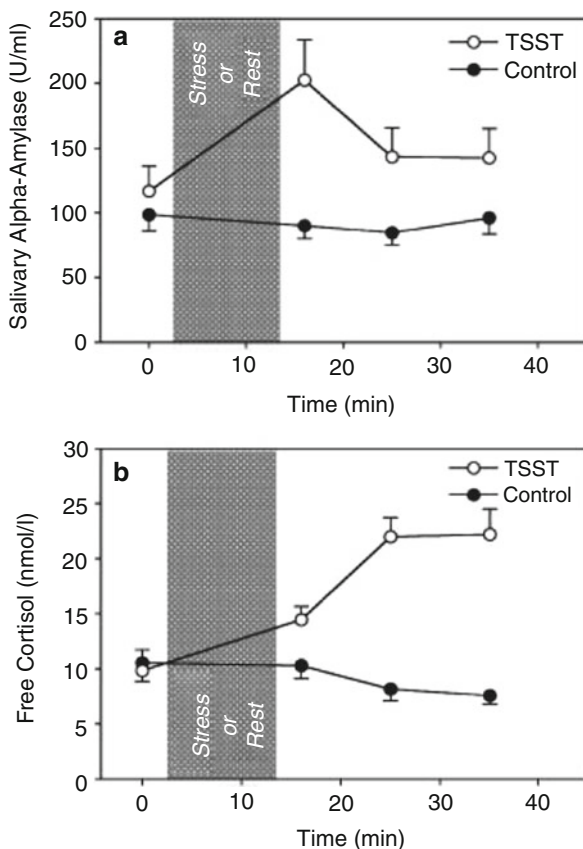 a
Salivary Alpha-Amylase (U/ml)
250
200
150
100
50
0
Stress
or
Rest
TSST
Control
0 10 20 30 40
Time (min)
b
Free Cortisol (nmol/l)
30
25
20
15
10
5
0
Stress
or
Rest
TSST
Control
0 10 20 30 40
Time (min)